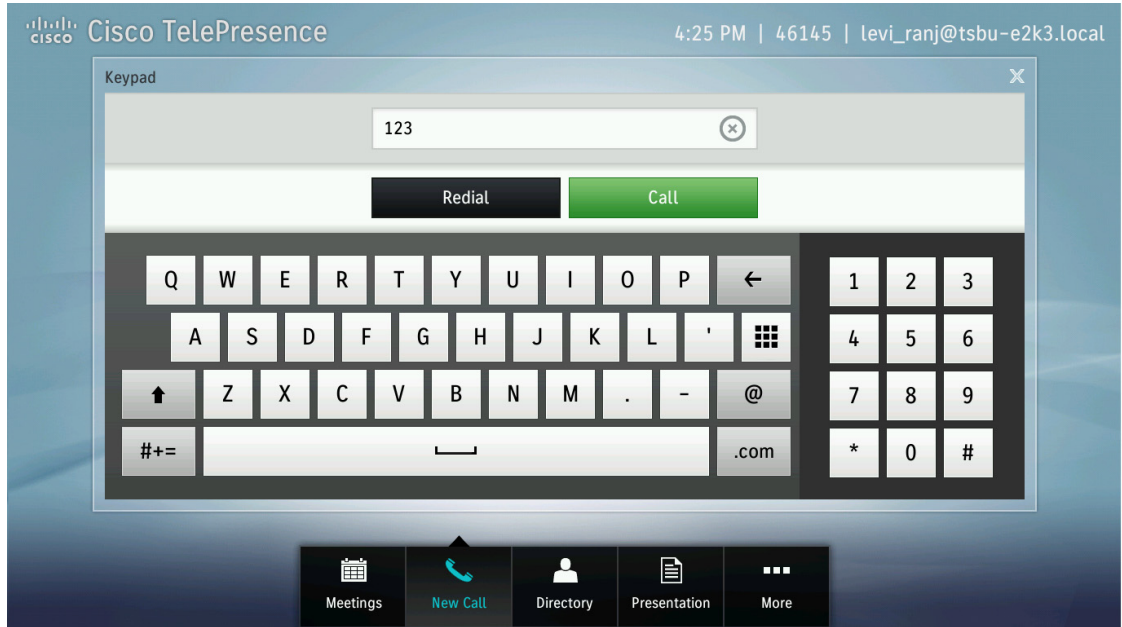 cisco Cisco TelePresence 4:25 PM | 46145 | levi_ranj@tsbu-e2k3.local
Keypad X
123
Redial Call
Q W E R T Y U I O P ← 1 2 3
A S D F G H J K L ' 4 5 6
Z X C V B N M . - @ 7 8 9
#+= .com * 0 #
Meetings New Call Directory Presentation More